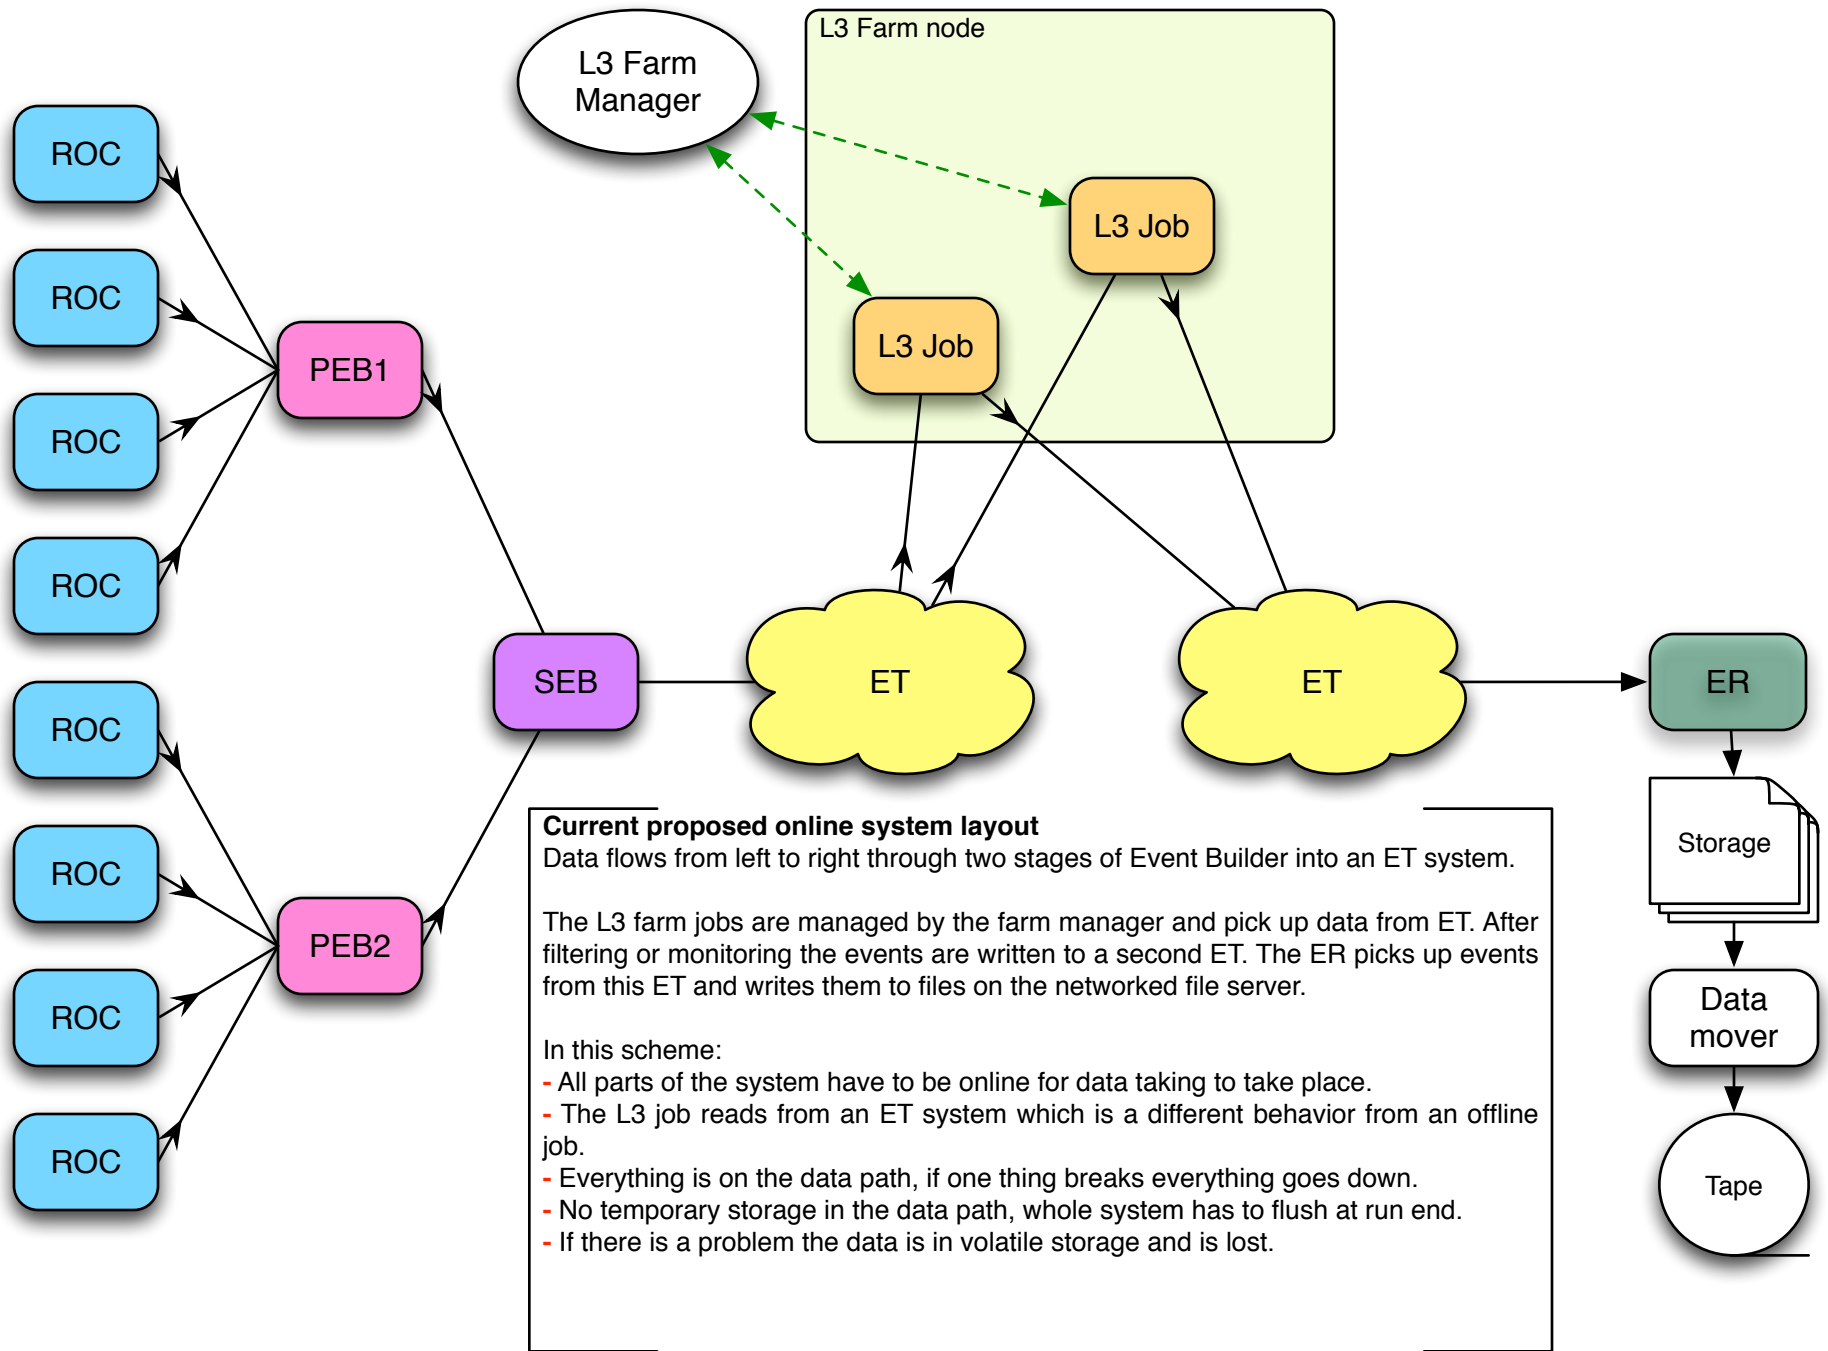 L3 Farm node
L3 Farm
Manager
ROC
ROC
ROC
ROC
ROC
ROC
ROC
ROC
PEB1
PEB2
SEB
L3 Job
L3 Job
ET
ET
ER
Storage
Data
mover
Tape
Current proposed online system layout
Data flows from left to right through two stages of Event Builder into an ET system.
The L3 farm jobs are managed by the farm manager and pick up data from ET. After
filtering or monitoring the events are written to a second ET. The ER picks up events
from this ET and writes them to files on the networked file server.
In this scheme:
- All parts of the system have to be online for data taking to take place.
- The L3 job reads from an ET system which is a different behavior from an offline
job.
- Everything is on the data path, if one thing breaks everything goes down.
- No temporary storage in the data path, whole system has to flush at run end.
- If there is a problem the data is in volatile storage and is lost.